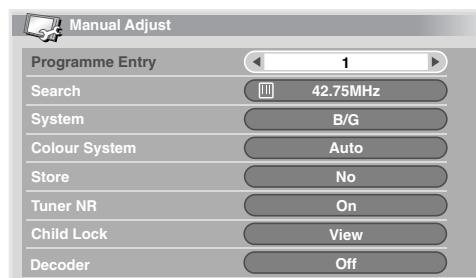 Manual Adjust
Programme Entry 1
Search 42.75MHz
System B/G
Colour System Auto
Store No
Tuner NR On
Child Lock View
Decoder Off